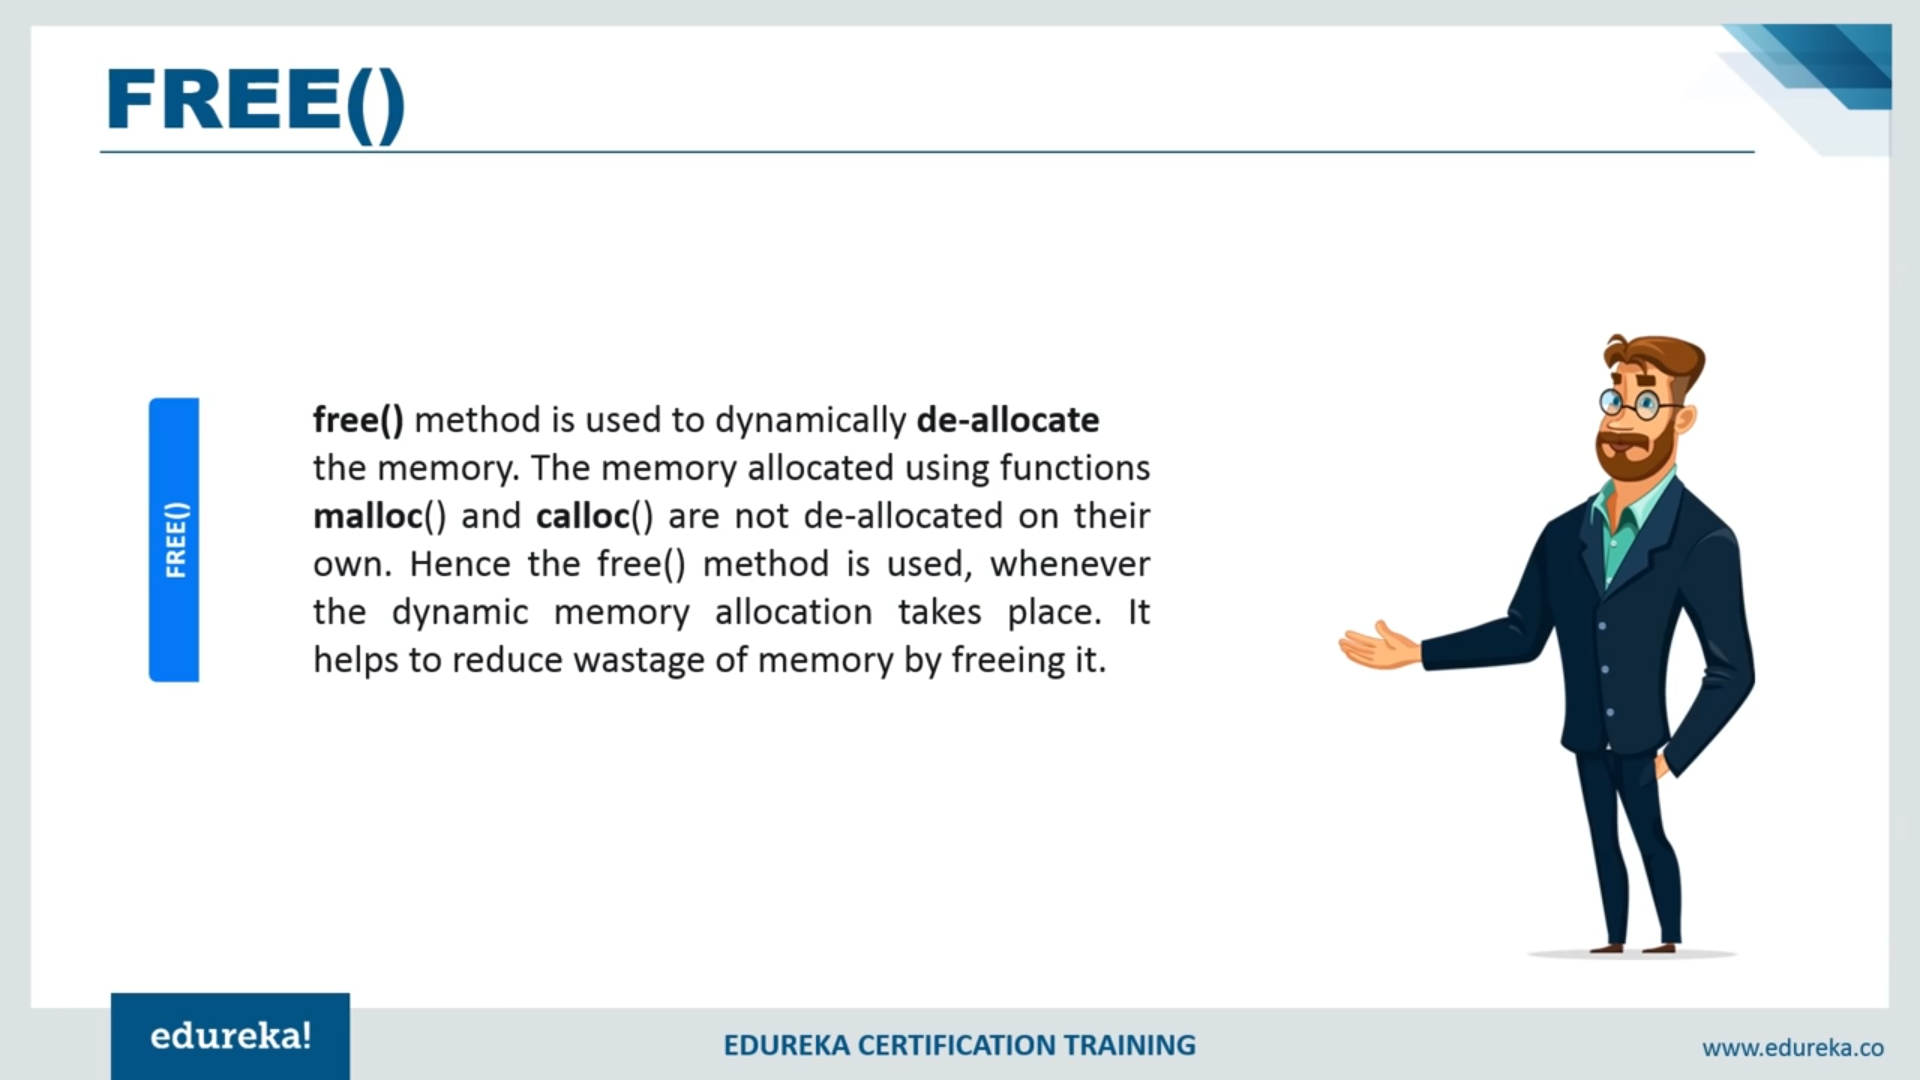 FREE()
FREE()
free() method is used to dynamically de-allocate
the memory. The memory allocated using functions
malloc() and calloc() are not de-allocated on their
own. Hence the free() method is used, whenever
the dynamic memory allocation takes place. It
helps to reduce wastage of memory by freeing it.
edureka!
EDUREKA CERTIFICATION TRAINING
www.edureka.co